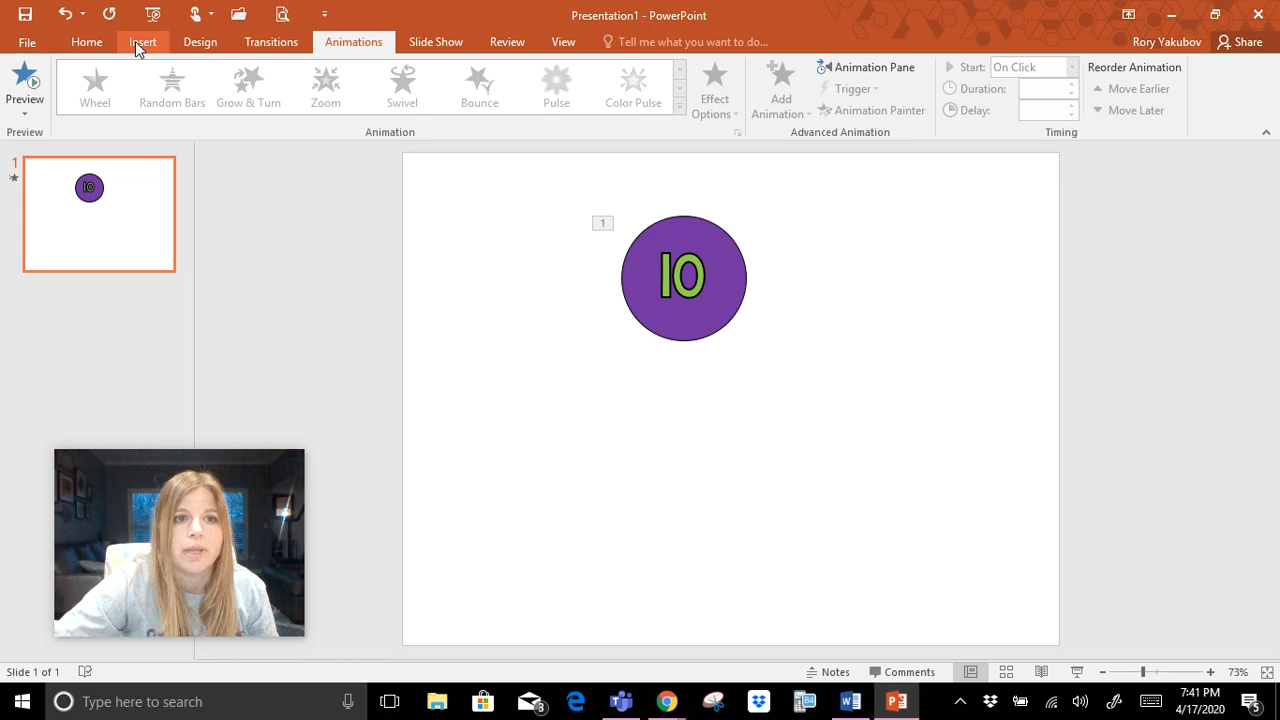 Presentation1 - PowerPoint
File Home Insert Design Transitions Animations Slide Show Review View Tell me what you want to do... Rory Yakubov Share
Preview
Wheel Random Bars Grow & Turn Zoom Swivel Bounce Pulse Color Pulse
Effect Options
Add Animation
Animation Pane
Trigger
Animation Painter
Start: On Click
Duration:
Delay:
Reorder Animation
Move Earlier
Move Later
Preview Animation Advanced Animation Timing
1
10
1
10
Slide 1 of 1 Notes Comments 73%
Type here to search
3
7:41 PM
4/17/2020
5